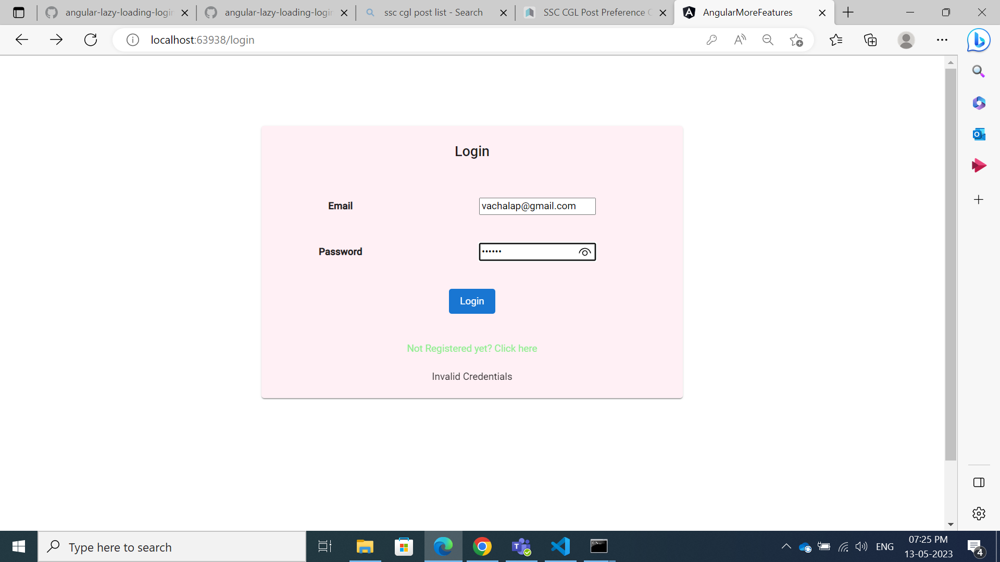 angular-lazy-loading-login
angular-lazy-loading-login
ssc cgl post list - Search
SSC CGL Post Preference
AngularMoreFeatures
localhost:63938/login
Login
Email
vachalap@gmail.com
Password
••••••
Login
Not Registered yet? Click here
Invalid Credentials
Type here to search
ENG
07:25 PM
13-05-2023
4